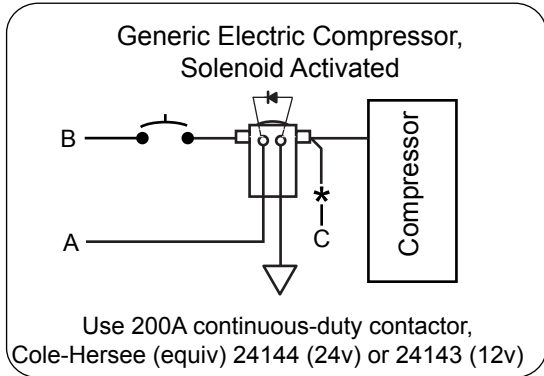 Generic Electric Compressor,
Solenoid Activated
B
A
*
C
Compressor
Use 200A continuous-duty contactor,
Cole-Hersee (equiv) 24144 (24v) or 24143 (12v)